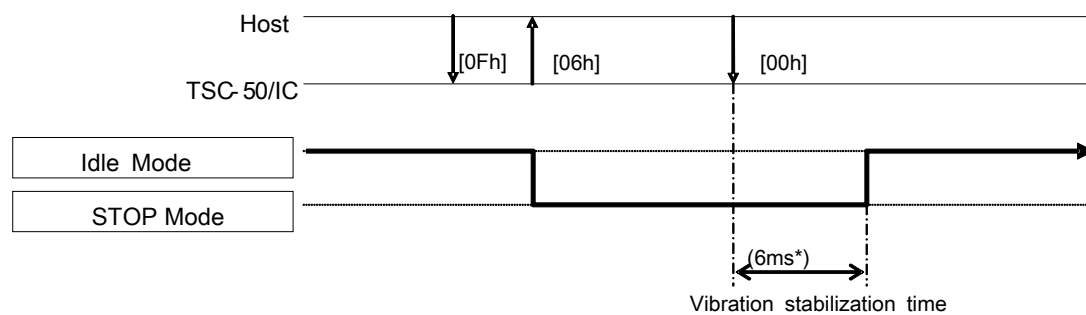 Host
[0Fh]
[06h]
[00h]
TSC-50/IC
Idle Mode
STOP Mode
(6ms*)
Vibration stabilization time